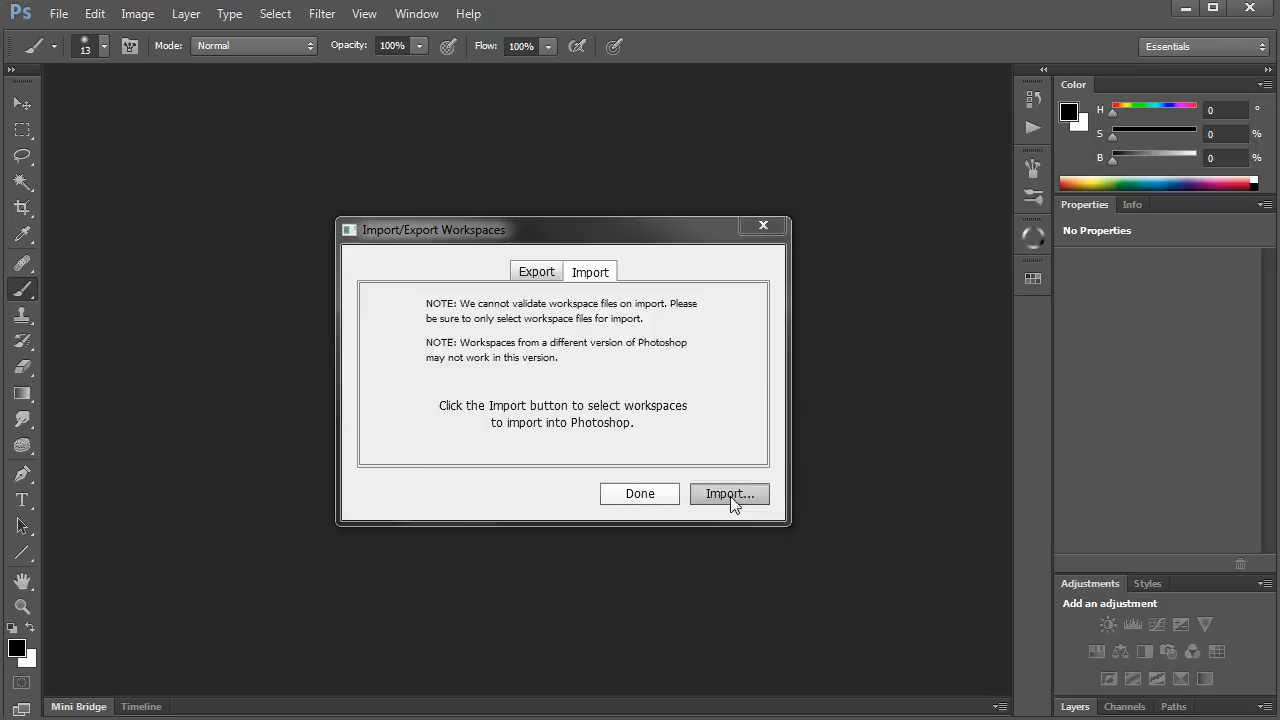 Ps File Edit Image Layer Type Select Filter View Window Help
13 Mode: Normal Opacity: 100% Flow: 100% Essentials
Color
H 0 °
S 0 %
B 0 %
Properties Info
No Properties
Import/Export Workspaces
Export Import
NOTE: We cannot validate workspace files on import. Please
be sure to only select workspace files for import.
NOTE: Workspaces from a different version of Photoshop
may not work in this version.
Click the Import button to select workspaces
to import into Photoshop.
Done Import...
Adjustments Styles
Add an adjustment
Mini Bridge Timeline
Layers Channels Paths